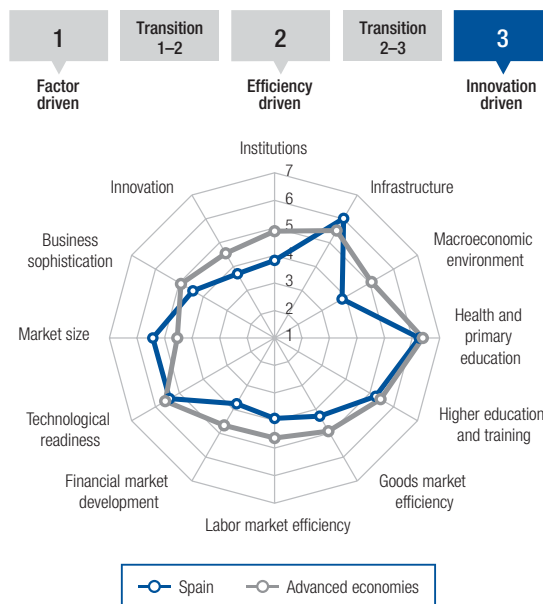 1
Transition
1–2
2
Transition
2–3
3
Factor
driven
Efficiency
driven
Innovation
driven
Institutions
7
6
5
4
3
2
1
Infrastructure
Macroeconomic
environment
Health and
primary
education
Higher education
and training
Goods market
efficiency
Labor market efficiency
Financial market
development
Technological
readiness
Market size
Business
sophistication
Innovation
Spain
Advanced economies